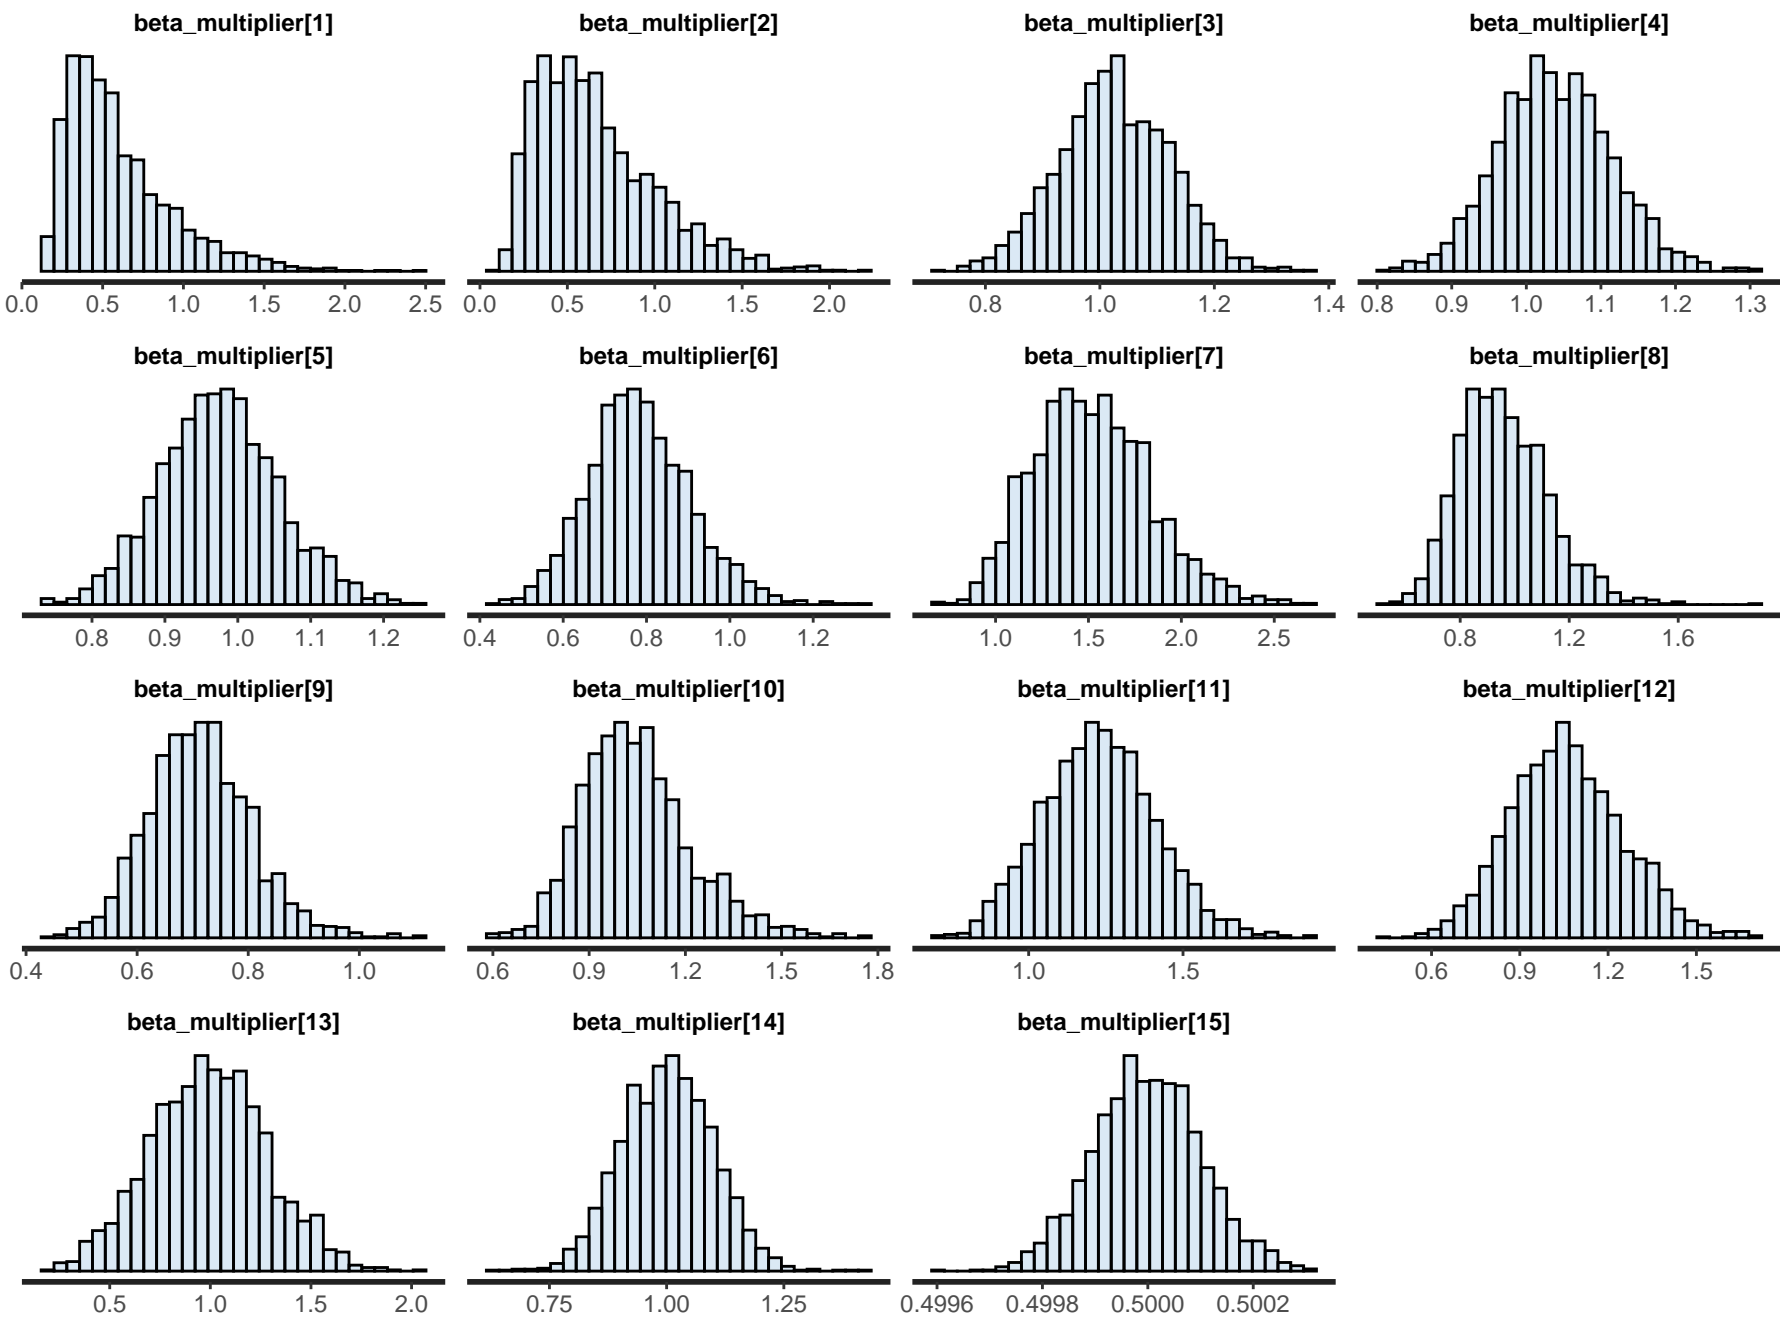 beta_multiplier[1] beta_multiplier[2] beta_multiplier[3] beta_multiplier[4]
0.0 0.5 1.0 1.5 2.0 2.5 0.0 0.5 1.0 1.5 2.0 0.8 1.0 1.2 1.4 0.8 0.9 1.0 1.1 1.2 1.3
beta_multiplier[5] beta_multiplier[6] beta_multiplier[7] beta_multiplier[8]
0.8 0.9 1.0 1.1 1.2 0.4 0.6 0.8 1.0 1.2 1.0 1.5 2.0 2.5 0.8 1.2 1.6
beta_multiplier[9] beta_multiplier[10] beta_multiplier[11] beta_multiplier[12]
0.4 0.6 0.8 1.0 0.6 0.9 1.2 1.5 1.8 1.0 1.5 0.6 0.9 1.2 1.5
beta_multiplier[13] beta_multiplier[14] beta_multiplier[15]
0.5 1.0 1.5 2.0 0.75 1.00 1.25 0.4996 0.4998 0.5000 0.5002